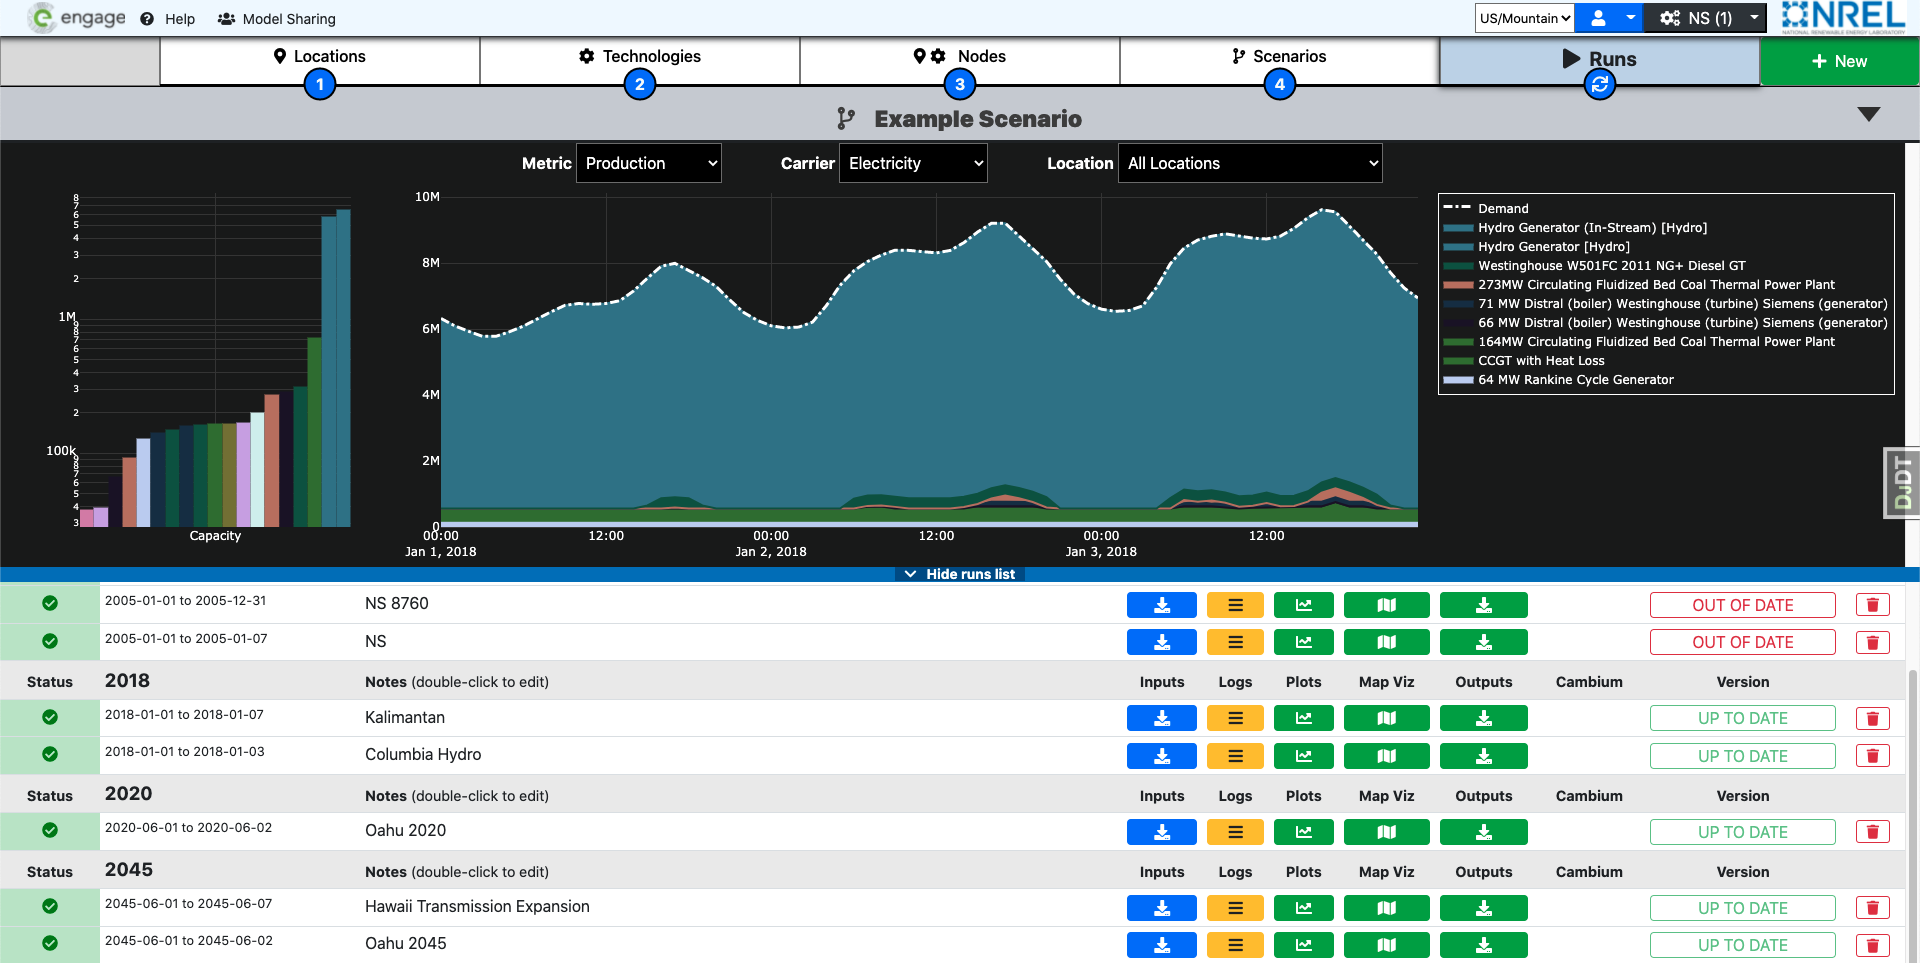 engage Help Model Sharing US/Mountain NS (1) NREL
NATIONAL RENEWABLE ENERGY LABORATORY
Locations Technologies Nodes Scenarios Runs New
1 2 3 4
Example Scenario
Metric Production Carrier Electricity Location All Locations
8
7
6
5
4
3
2
1M
9
8
7
6
5
4
3
2
100k
9
8
7
6
5
4
3
Capacity
10M
8M
6M
4M
2M
0
00:00 12:00 00:00 12:00 00:00 12:00
Jan 1, 2018 Jan 2, 2018 Jan 3, 2018
Demand
Hydro Generator (In-Stream) [Hydro]
Hydro Generator [Hydro]
Westinghouse W501FC 2011 NG+ Diesel GT
273MW Circulating Fluidized Bed Coal Thermal Power Plant
71 MW Distral (boiler) Westinghouse (turbine) Siemens (generator)
66 MW Distral (boiler) Westinghouse (turbine) Siemens (generator)
164MW Circulating Fluidized Bed Coal Thermal Power Plant
CCGT with Heat Loss
64 MW Rankine Cycle Generator
DJDT
Hide runs list
2005-01-01 to 2005-12-31 NS 8760 OUT OF DATE
2005-01-01 to 2005-01-07 NS OUT OF DATE
Status 2018 Notes (double-click to edit) Inputs Logs Plots Map Viz Outputs Cambium Version
2018-01-01 to 2018-01-07 Kalimantan UP TO DATE
2018-01-01 to 2018-01-03 Columbia Hydro UP TO DATE
Status 2020 Notes (double-click to edit) Inputs Logs Plots Map Viz Outputs Cambium Version
2020-06-01 to 2020-06-02 Oahu 2020 UP TO DATE
Status 2045 Notes (double-click to edit) Inputs Logs Plots Map Viz Outputs Cambium Version
2045-06-01 to 2045-06-07 Hawaii Transmission Expansion UP TO DATE
2045-06-01 to 2045-06-02 Oahu 2045 UP TO DATE